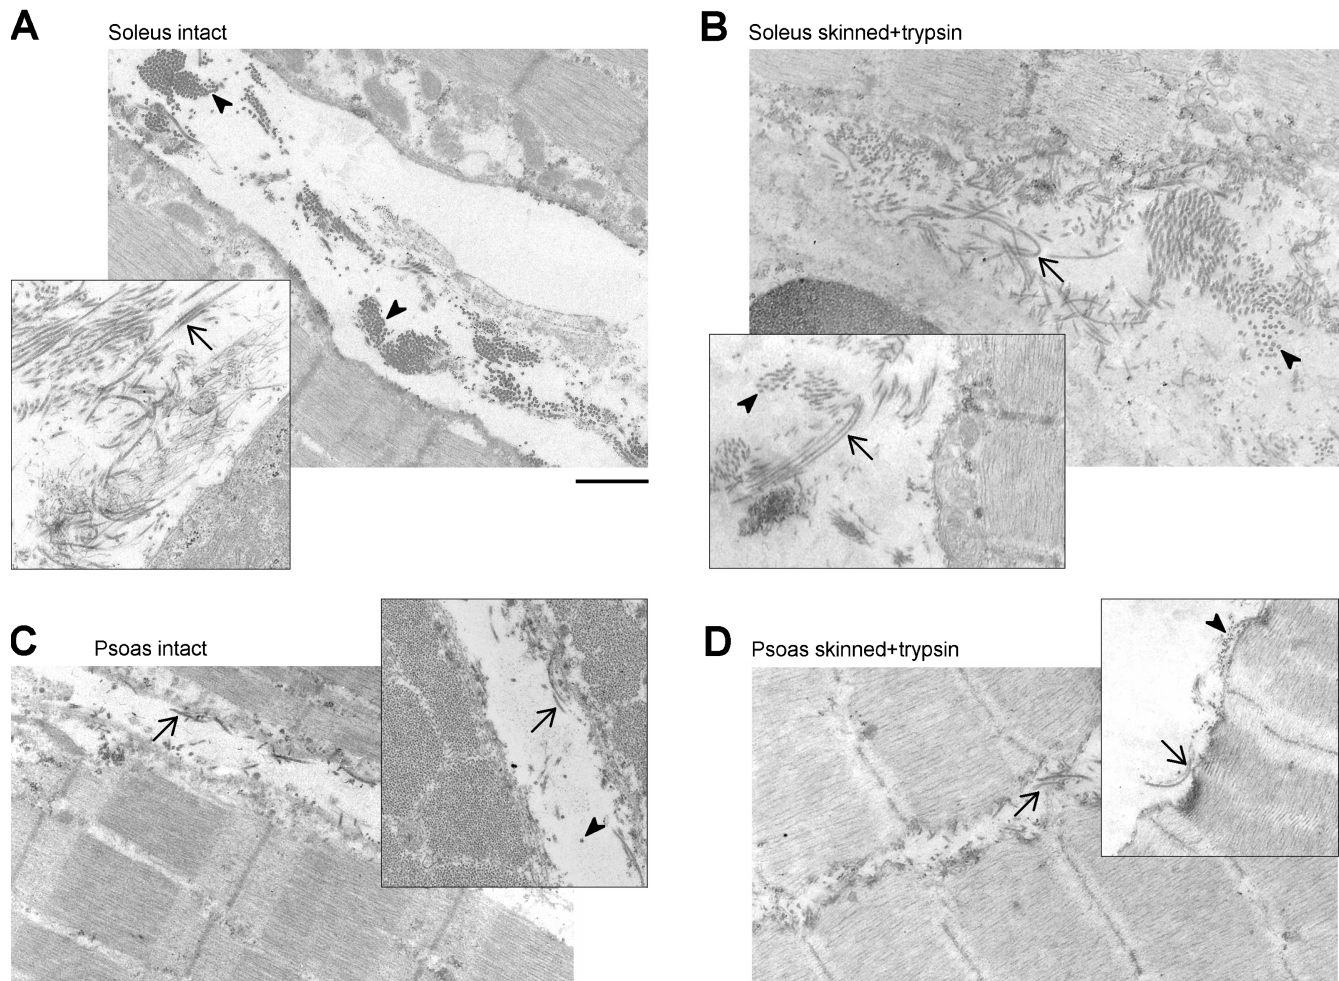 A
Soleus intact
B
Soleus skinned+trypsin
C
Psoas intact
D
Psoas skinned+trypsin